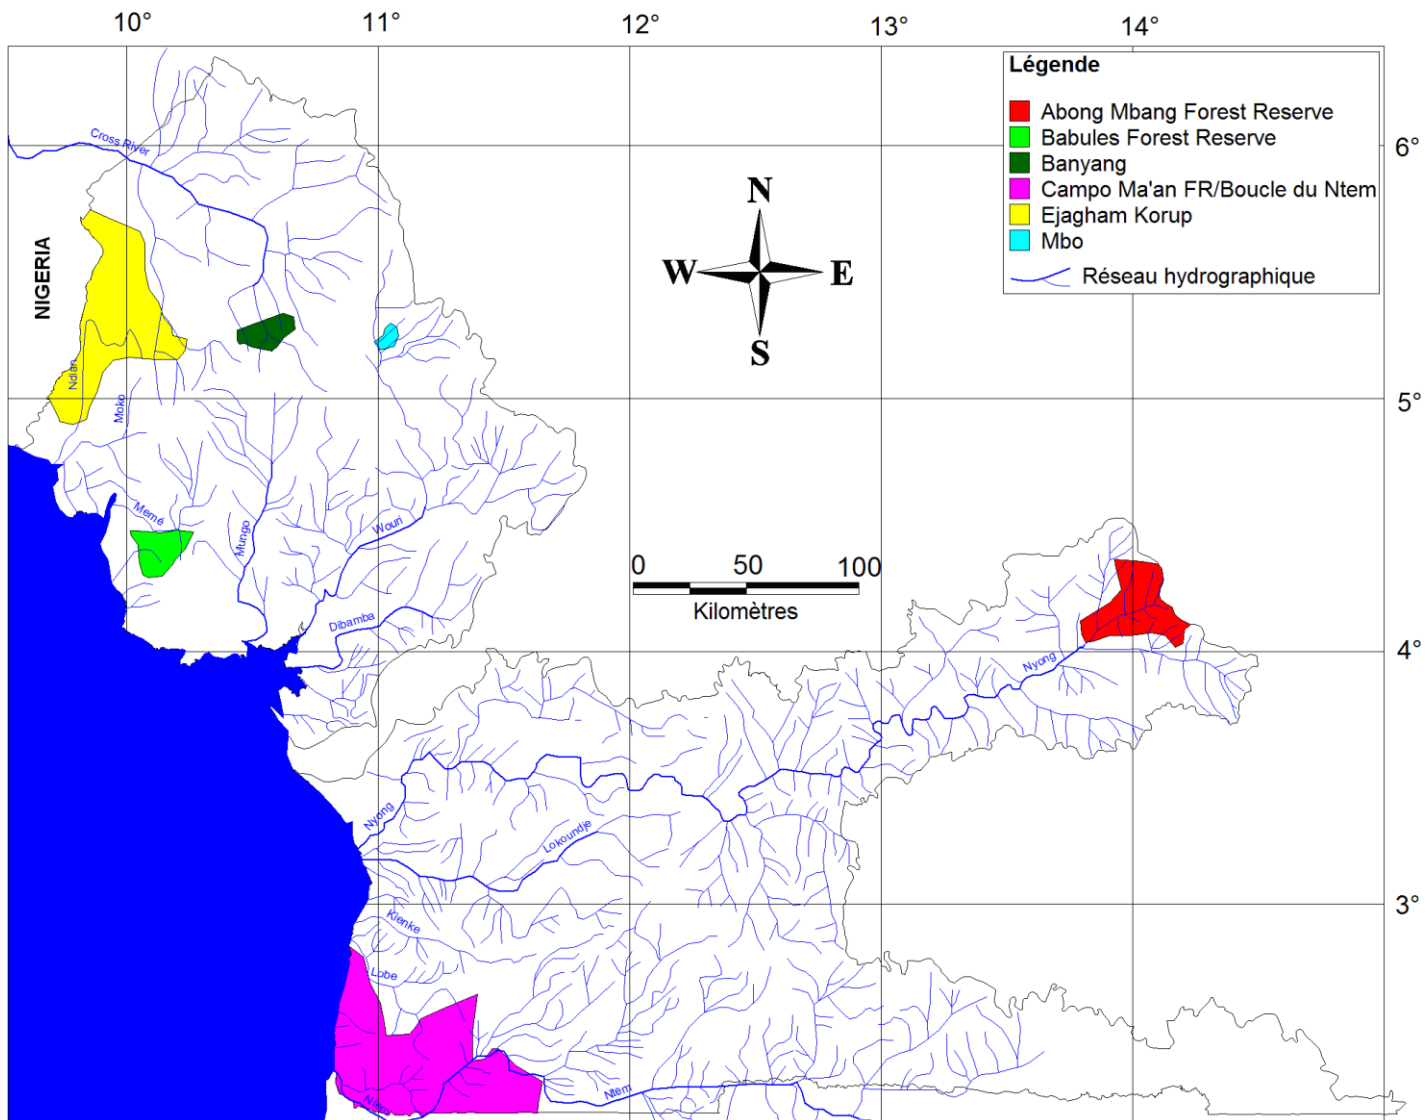 10°
11°
12°
13°
14°
Légende
Abong Mbang Forest Reserve
Babules Forest Reserve
Banyang
Campo Ma'an FR/Boucle du Ntem
Ejagham Korup
Mbo
Réseau hydrographique
6°
5°
4°
3°
N
W
E
S
NIGERIA
Cross River
Ndian
Moko
Memé
Mungo
Wouri
Dibamba
0 50 100
Kilomètres
Nyong
Nyong
Lokoundje
Kienke
Lobe
Ntem
Ntem